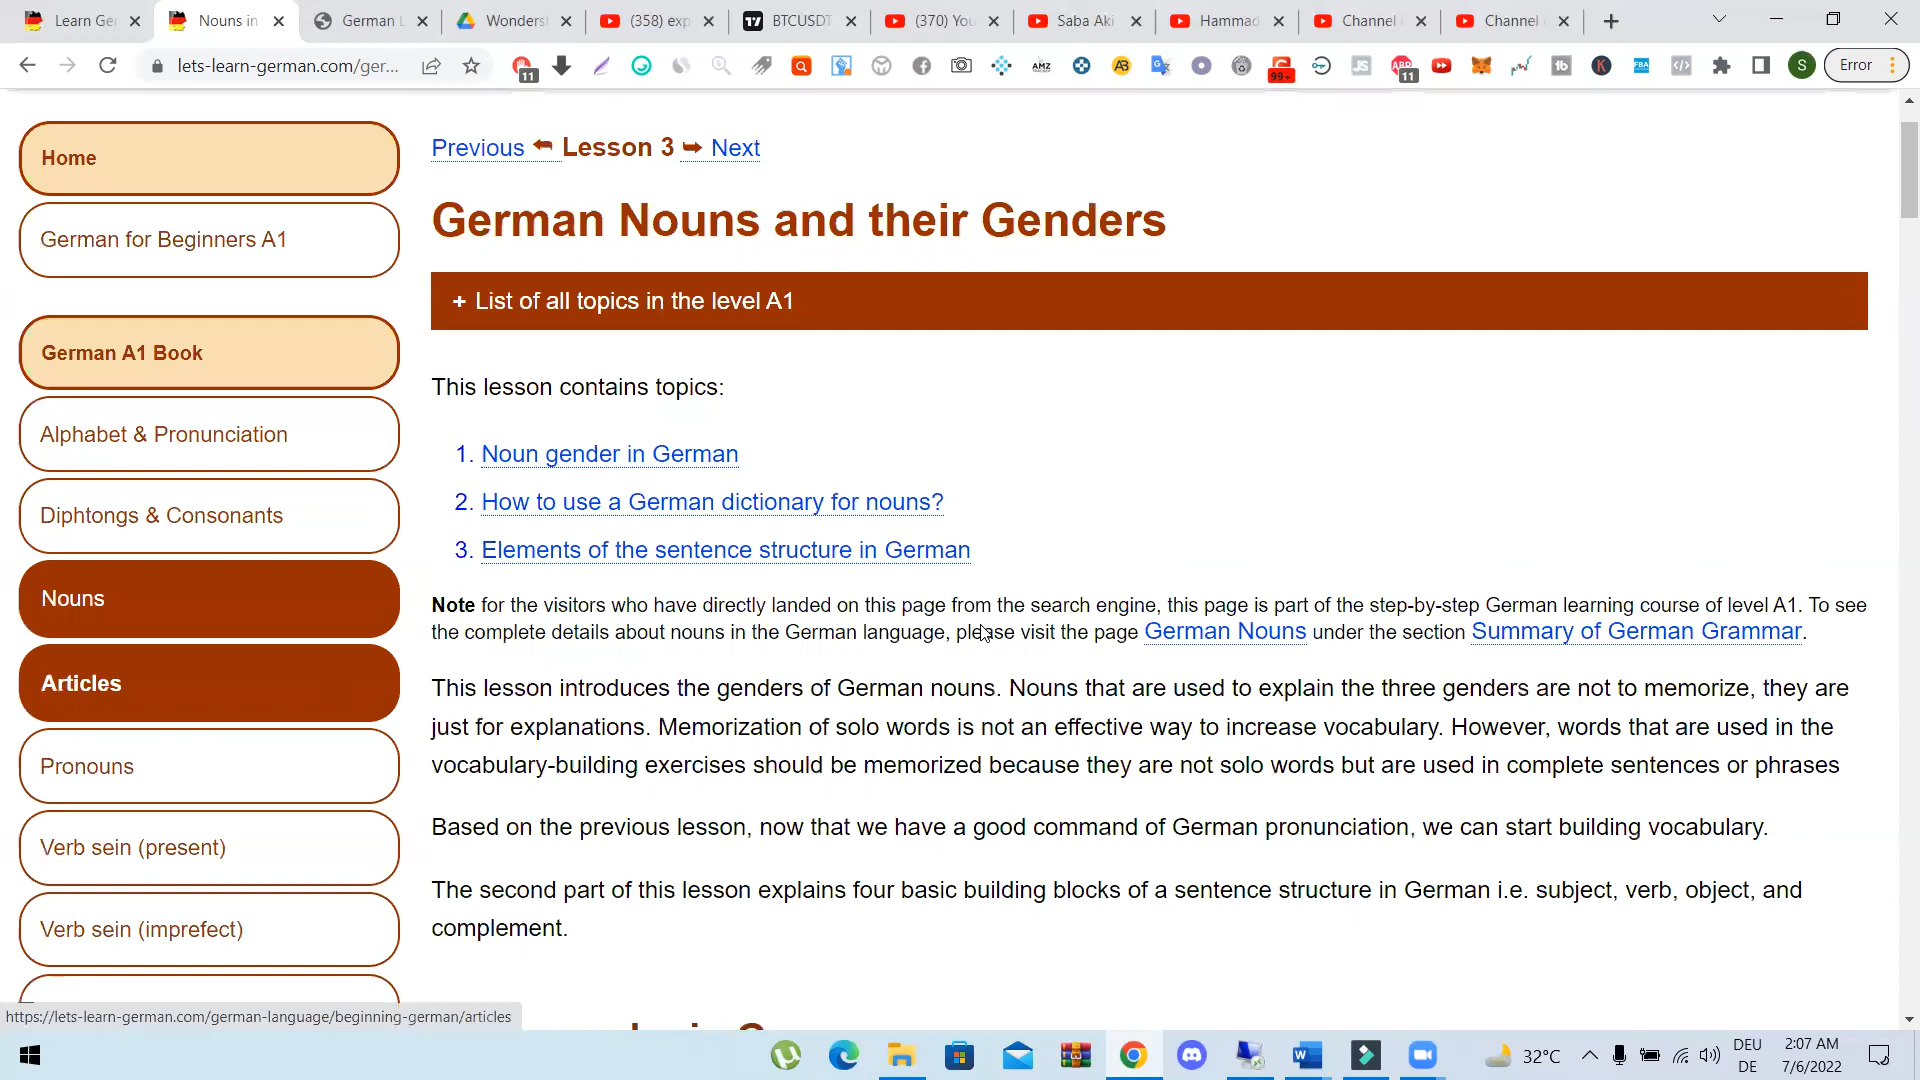 Learn Ge
Nouns in
German L
Wondersh
(358) exp
BTCUSDT
(370) You
Saba Aki
Hammad
Channel
Channel
lets-learn-german.com/ger...
11
99+
11
S
Error
Home
German for Beginners A1
German A1 Book
Alphabet & Pronunciation
Diphtongs & Consonants
Nouns
Articles
Pronouns
Verb sein (present)
Verb sein (imprefect)
Previous Lesson 3 Next
German Nouns and their Genders
+ List of all topics in the level A1
This lesson contains topics:
1. Noun gender in German
2. How to use a German dictionary for nouns?
3. Elements of the sentence structure in German
Note for the visitors who have directly landed on this page from the search engine, this page is part of the step-by-step German learning course of level A1. To see
the complete details about nouns in the German language, please visit the page German Nouns under the section Summary of German Grammar.
This lesson introduces the genders of German nouns. Nouns that are used to explain the three genders are not to memorize, they are
just for explanations. Memorization of solo words is not an effective way to increase vocabulary. However, words that are used in the
vocabulary-building exercises should be memorized because they are not solo words but are used in complete sentences or phrases
Based on the previous lesson, now that we have a good command of German pronunciation, we can start building vocabulary.
The second part of this lesson explains four basic building blocks of a sentence structure in German i.e. subject, verb, object, and
complement.
https://lets-learn-german.com/german-language/beginning-german/articles
32°C
DEU
DE
2:07 AM
7/6/2022